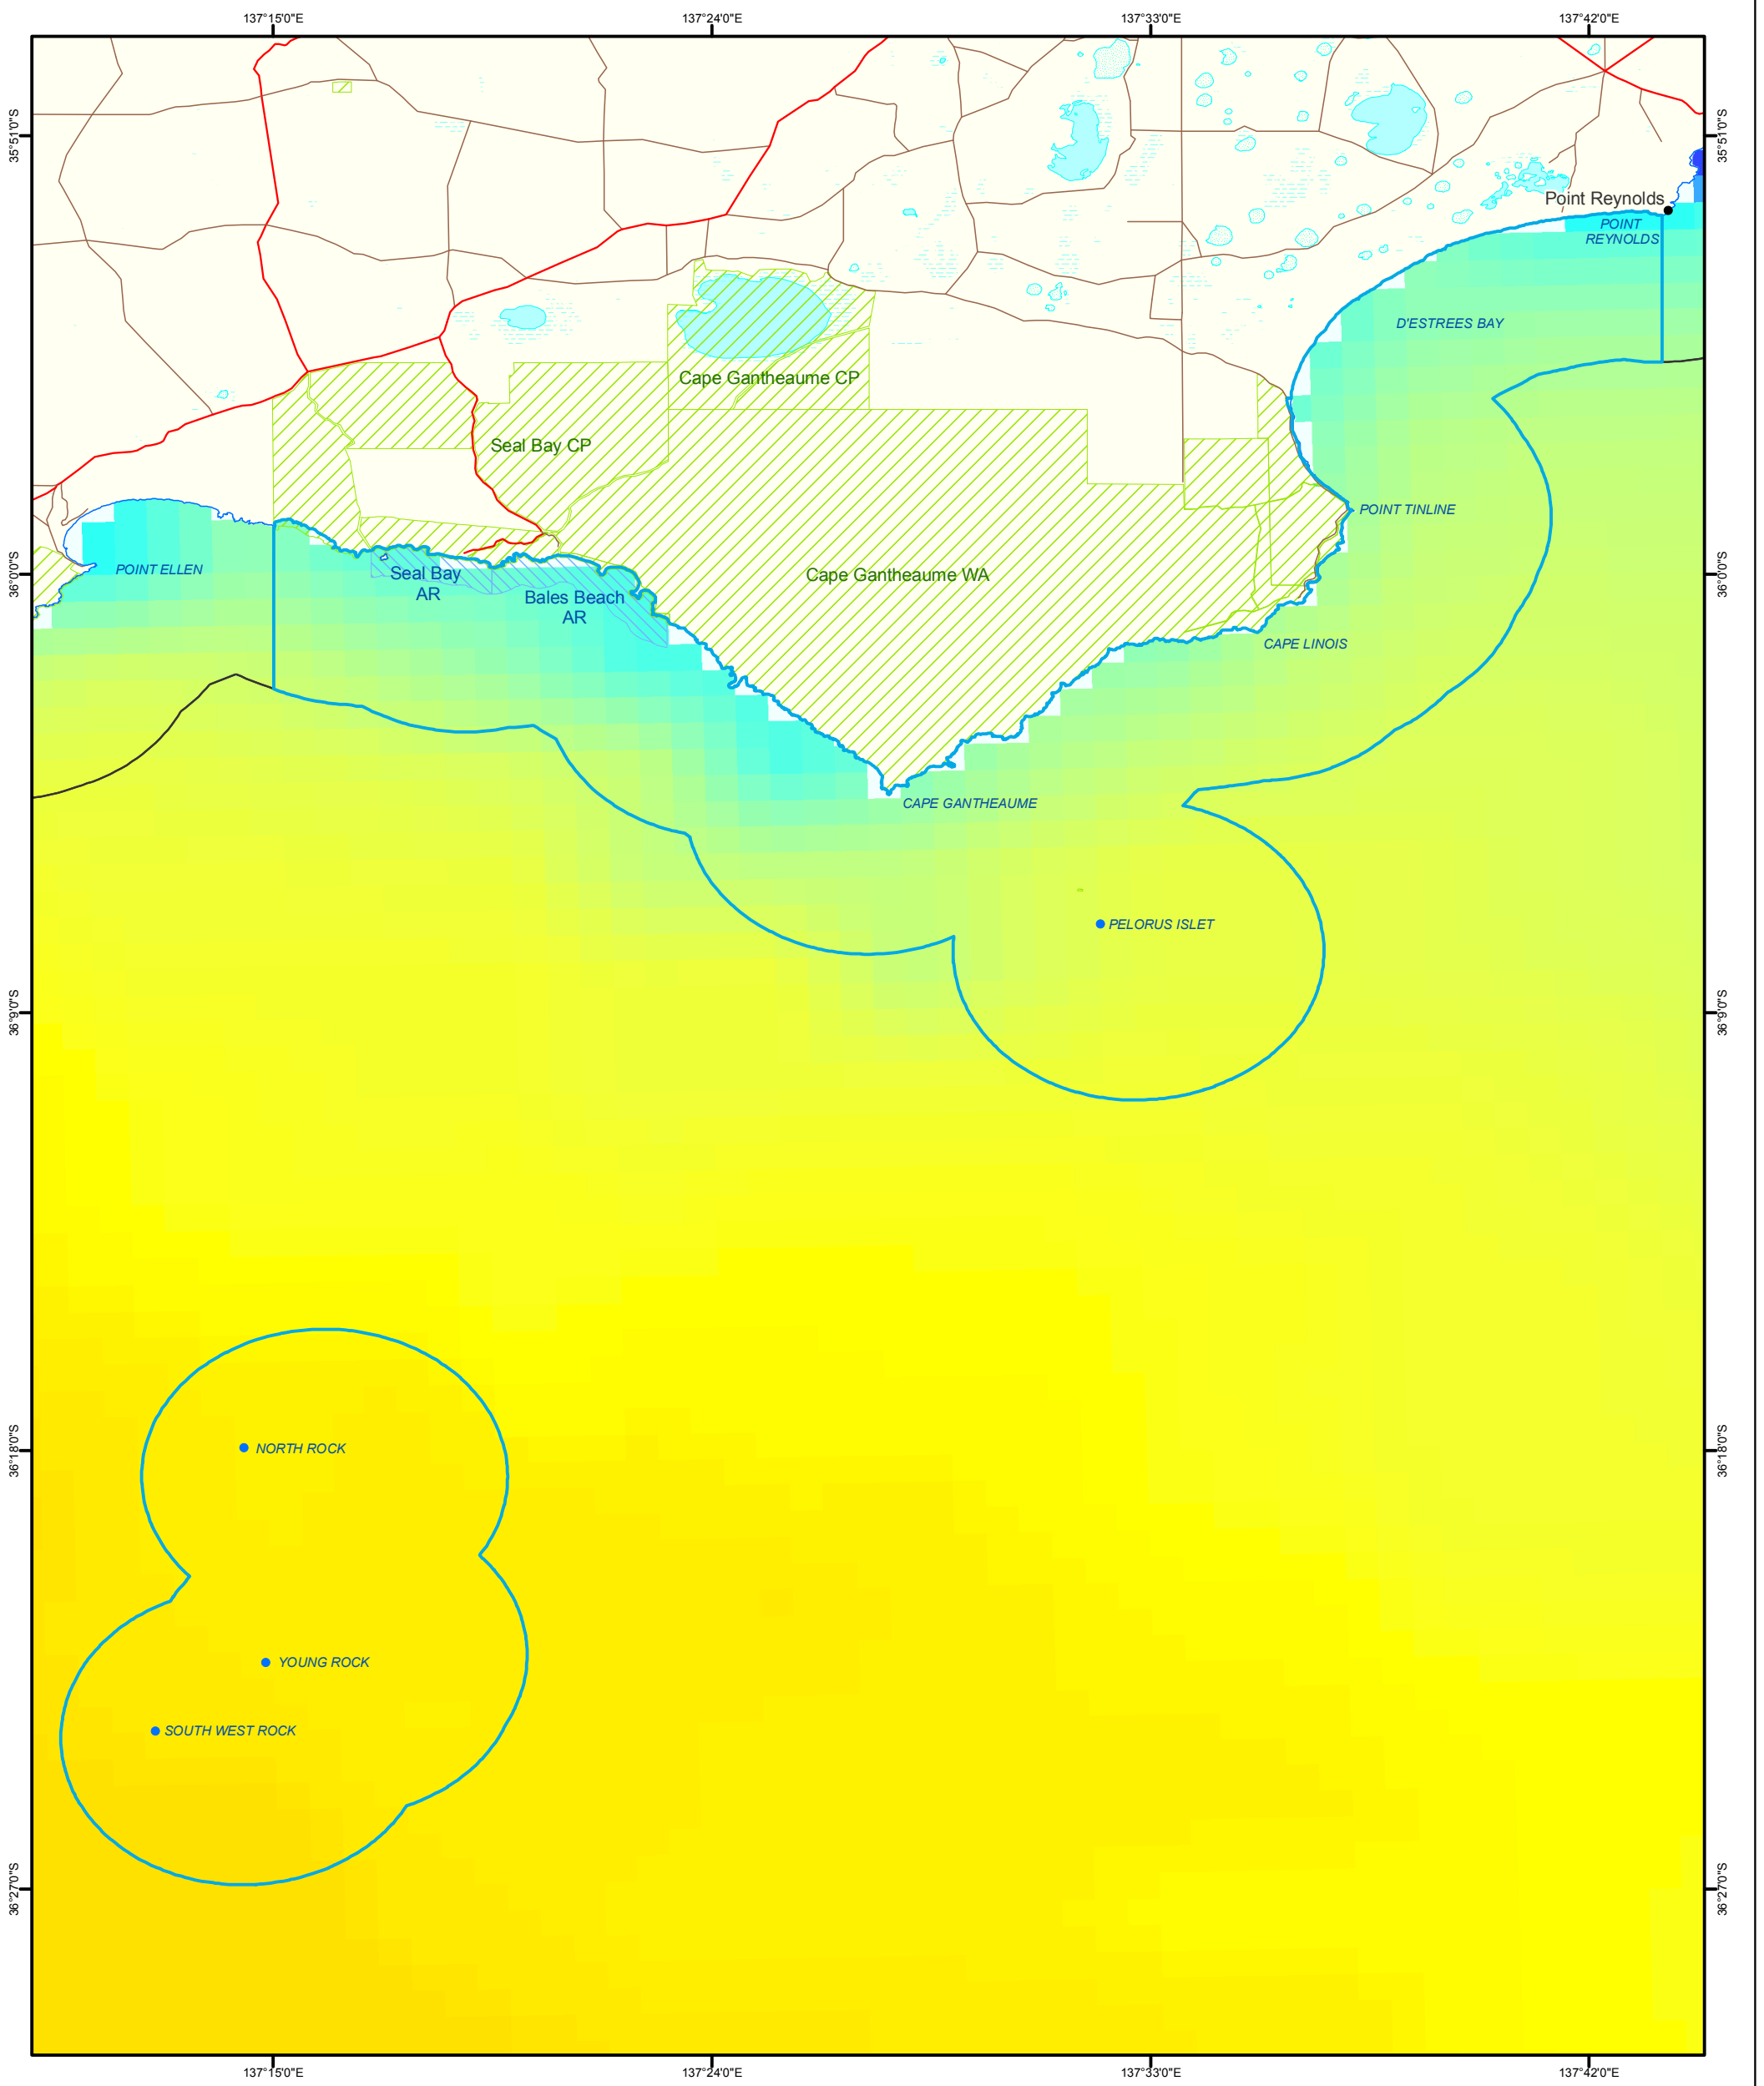 137°15'0"E
137°24'0"E
137°33'0"E
137°42'0"E
35°51'0"S
35°51'0"S
Point Reynolds
POINT
REYNOLDS
D'ESTREES BAY
Cape Gantheaume CP
Seal Bay CP
POINT TINLINE
POINT ELLEN
36°0'0"S
Seal Bay
AR
Bales Beach
AR
Cape Gantheaume WA
36°0'0"S
CAPE LINOIS
CAPE GANTHEAUME
PELORUS ISLET
36°9'0"S
36°9'0"S
NORTH ROCK
36°18'0"S
36°18'0"S
YOUNG ROCK
SOUTH WEST ROCK
36°27'0"S
36°27'0"S
137°15'0"E
137°24'0"E
137°33'0"E
137°42'0"E